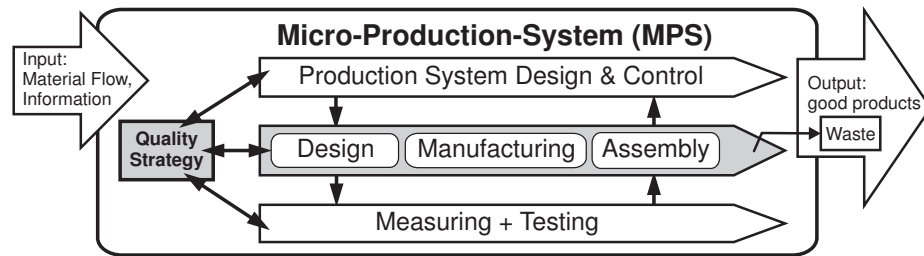 Micro-Production-System (MPS)
Input:
Material Flow,
Information
Production System Design & Control
Output:
good products
Waste
Quality
Strategy
Design
Manufacturing
Assembly
Measuring + Testing